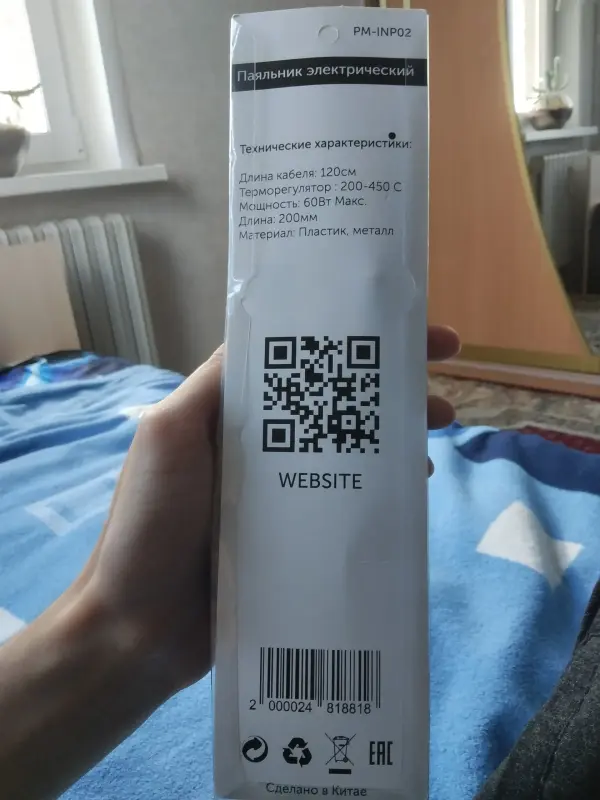 PM-INP02
Паяльник электрический
Технические характеристики:
Длина кабеля: 120см
Терморегулятор : 200-450 С
Мощность: 60Вт Макс.
Длина: 200мм
Материал: Пластик, металл
WEBSITE
2 000024 818818
EAC
Сделано в Китае